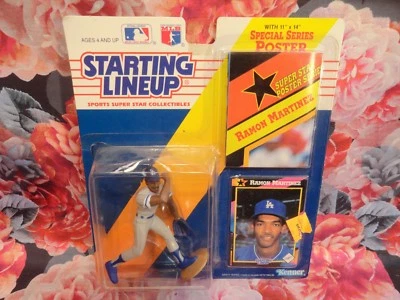 AGES 4 AND UP
WITH 11" x 14"
SPECIAL SERIES
POSTER
STARTING
LINEUP
SPORTS SUPER STAR COLLECTIBLES
SUPER STAR
POSTER SERIES
RAMON MARTINEZ
RAMON MARTINEZ
LA
Kenner